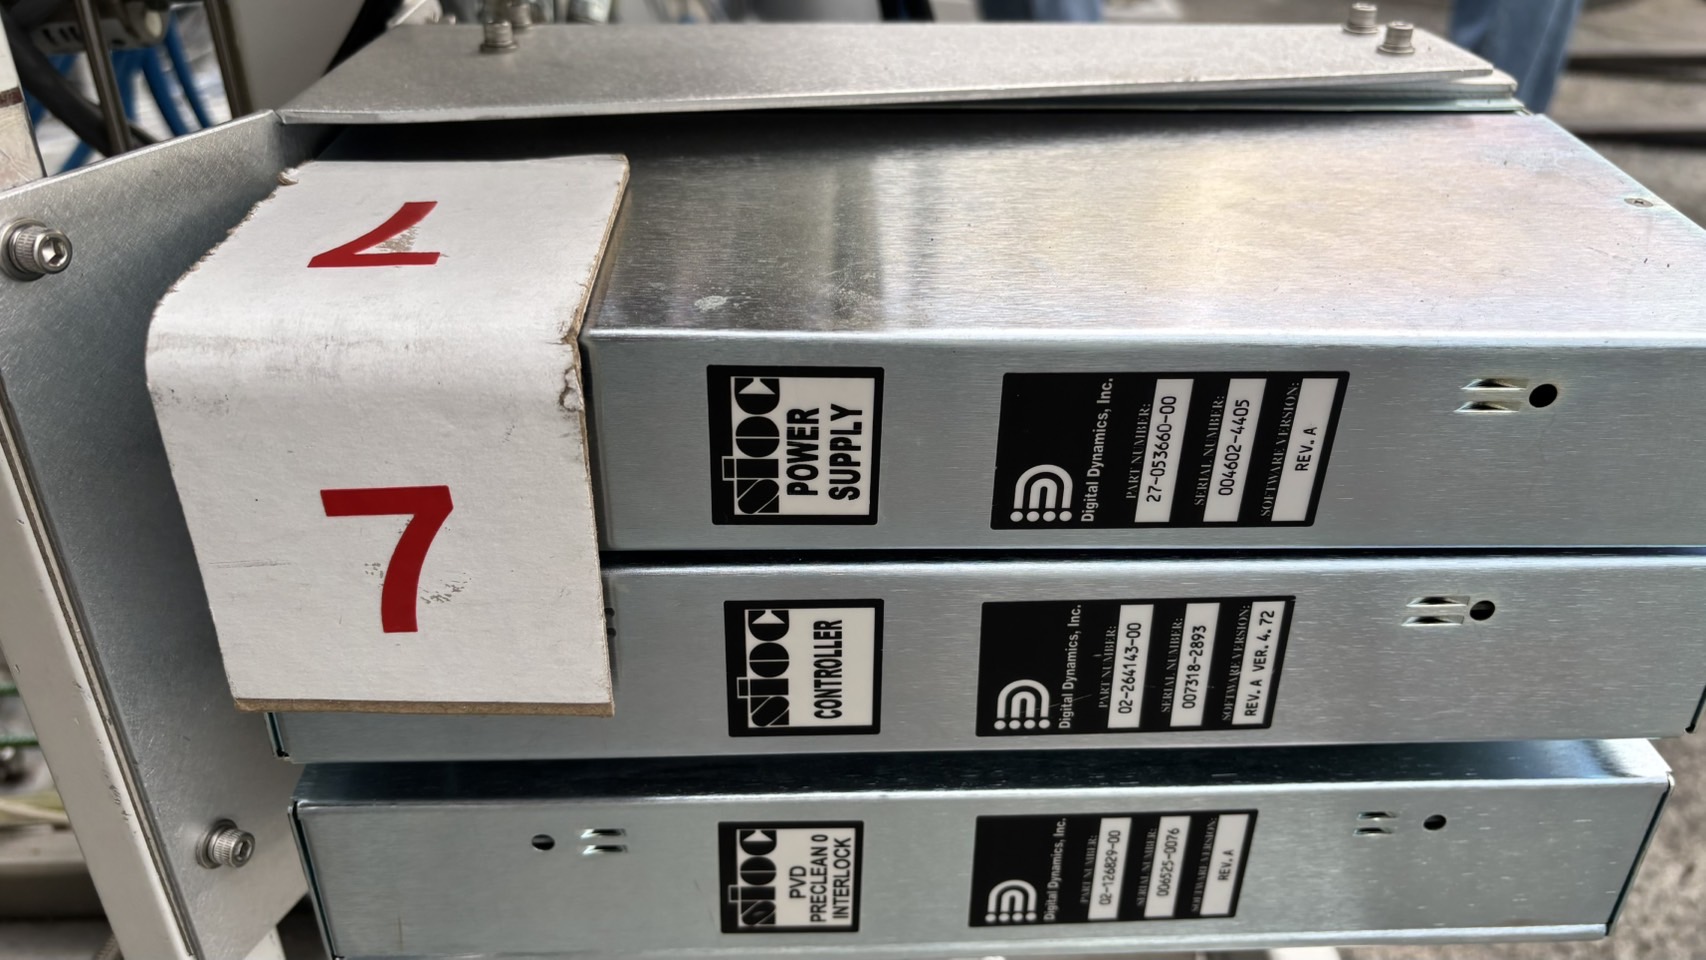 7
7
sioc
POWER
SUPPLY
Digital Dynamics, Inc.
PART NUMBER:
27-053660-00
SERIAL NUMBER:
004602-4405
SOFTWARE VERSION:
REV. A
sioc
CONTROLLER
Digital Dynamics, Inc.
PART NUMBER:
02-264143-00
SERIAL NUMBER:
007318-2893
SOFTWARE VERSION:
REV. A VER. 4.72
sioc
PVD
PRECLEAN 0
INTERLOCK
Digital Dynamics, Inc.
PART NUMBER:
02-126829-00
SERIAL NUMBER:
006525-0076
SOFTWARE VERSION:
REV. A